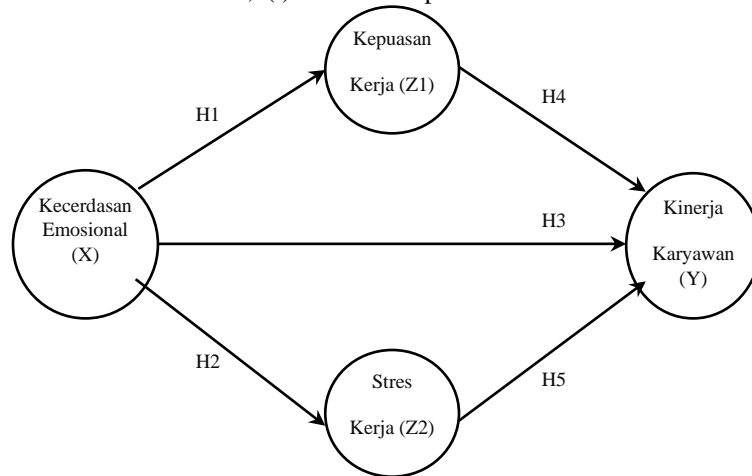 Kepuasan
Kerja (Z1)
H1
H4
Kecerdasan
Emosional
(X)
H3
Kinerja
Karyawan
(Y)
H2
Stres
Kerja (Z2)
H5